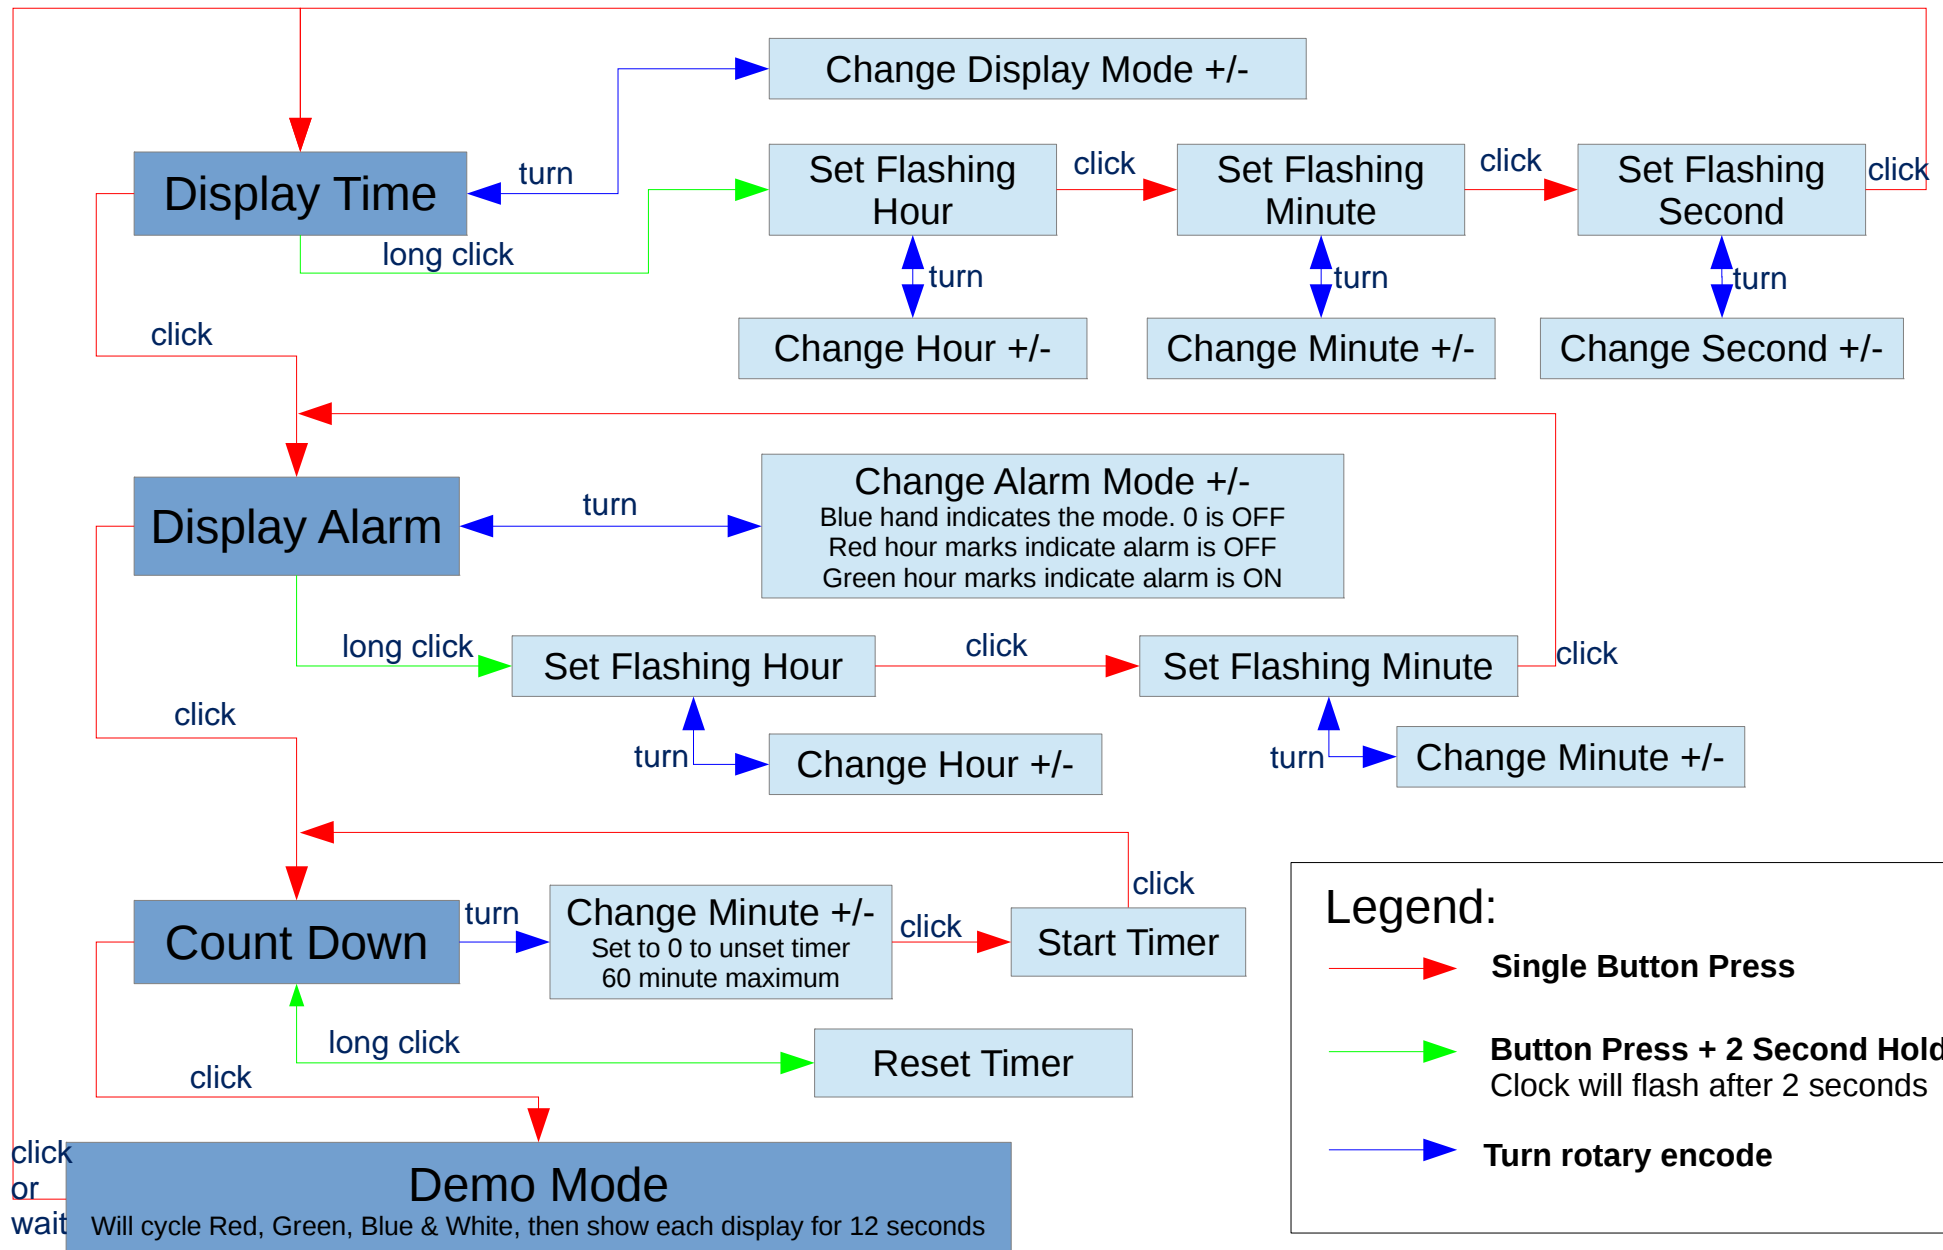 Change Display Mode +/-
Display Time
turn
Set Flashing
Hour
click
Set Flashing
Minute
click
Set Flashing
Second
click
long click
turn
turn
turn
click
Change Hour +/-
Change Minute +/-
Change Second +/-
Display Alarm
turn
Change Alarm Mode +/-
Blue hand indicates the mode. 0 is OFF
Red hour marks indicate alarm is OFF
Green hour marks indicate alarm is ON
long click
Set Flashing Hour
click
Set Flashing Minute
click
click
turn
Change Hour +/-
turn
Change Minute +/-
Count Down
turn
Change Minute +/-
Set to 0 to unset timer
60 minute maximum
click
Start Timer
click
long click
Reset Timer
click
click
or
wait
Demo Mode
Will cycle Red, Green, Blue & White, then show each display for 12 seconds
Legend:
Single Button Press
Button Press + 2 Second Hold
Clock will flash after 2 seconds
Turn rotary encode